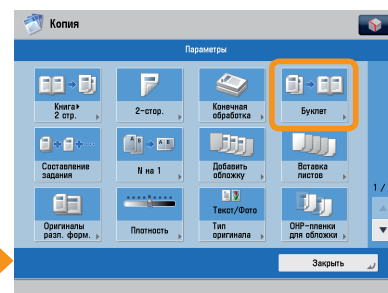 Копия
Параметры
Книга▸
2 стр.
2-стор.
Конечная
обработка
Буклет
Составление
задания
N на 1
Добавить
обложку
Вставка
листов
Оригиналы
разл. форм.
Плотность
Текст/Фото
Тип
оригинала
OHP-пленки
для обложки
1 /
Закрыть